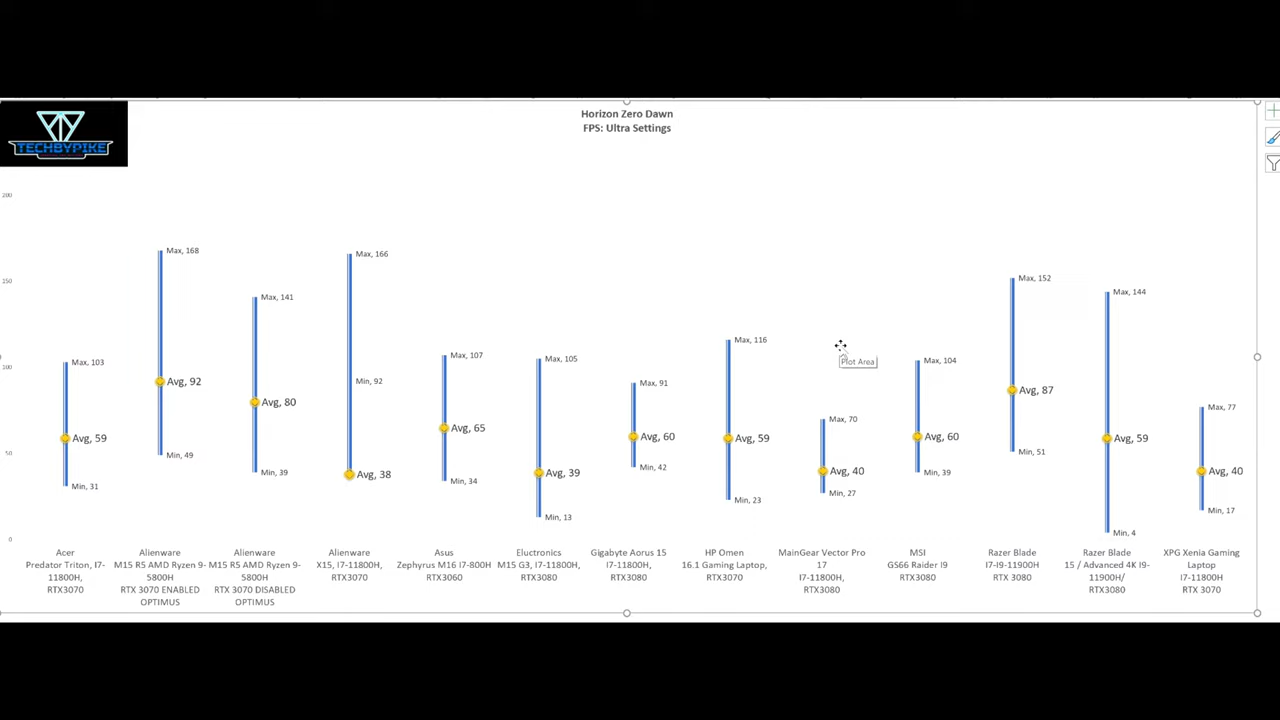 Horizon Zero Dawn
FPS: Ultra Settings
TECHBYPIKE
200
150
100
50
0
Max, 103
Avg, 59
Min, 31
Max, 168
Avg, 92
Min, 49
Max, 141
Avg, 80
Min, 39
Max, 166
Min, 92
Avg, 38
Max, 107
Avg, 65
Min, 34
Max, 105
Avg, 39
Min, 13
Max, 91
Avg, 60
Min, 42
Max, 116
Avg, 59
Min, 23
Plot Area
Max, 70
Avg, 40
Min, 27
Max, 104
Avg, 60
Min, 39
Max, 152
Avg, 87
Min, 51
Max, 144
Avg, 59
Min, 4
Max, 77
Avg, 40
Min, 17
Acer
Predator Triton, I7-
11800H,
RTX3070
Alienware
M15 R5 AMD Ryzen 9-
5800H
RTX 3070 ENABLED
OPTIMUS
Alienware
M15 R5 AMD Ryzen 9-
5800H
RTX 3070 DISABLED
OPTIMUS
Alienware
X15, I7-11800H,
RTX3070
Asus
Zephyrus M16 I7-800H
RTX3060
Eluctronics
M15 G3, I7-11800H,
RTX3080
Gigabyte Aorus 15
I7-11800H,
RTX3080
HP Omen
16.1 Gaming Laptop,
RTX3070
MainGear Vector Pro
17
I7-11800H,
RTX3080
MSI
GS66 Raider I9
RTX3080
Razer Blade
I7-I9-11900H
RTX 3080
Razer Blade
15 / Advanced 4K I9-
11900H/
RTX3080
XPG Xenia Gaming
Laptop
I7-11800H
RTX 3070